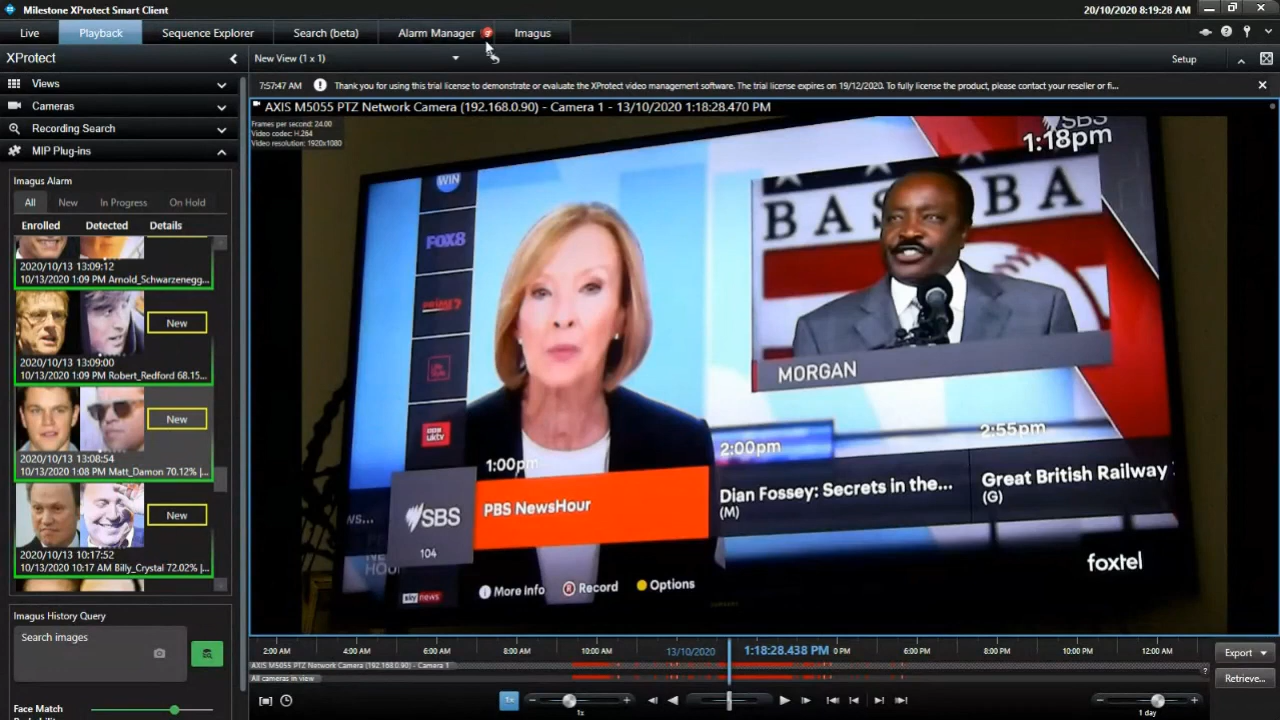 Milestone XProtect Smart Client
20/10/2020 8:19:28 AM
Live
Playback
Sequence Explorer
Search (beta)
Alarm Manager
Imagus
XProtect
New View (1 x 1)
Setup
Views
Cameras
Recording Search
MIP Plug-ins
7:57:47 AM
Thank you for using this trial license to demonstrate or evaluate the XProtect video management software. The trial license expires on 19/12/2020. To fully license the product, please contact your reseller or fi...
AXIS M5055 PTZ Network Camera (192.168.0.90) - Camera 1 - 13/10/2020 1:18:28.470 PM
Frames per second: 24.00
Video codec: H.264
Video resolution: 1920x1080
Imagus Alarm
All
New
In Progress
On Hold
Enrolled
Detected
Details
2020/10/13 13:09:12
10/13/2020 1:09 PM Arnold_Schwarzenegg...
New
2020/10/13 13:09:00
10/13/2020 1:09 PM Robert_Redford 68.15...
New
2020/10/13 13:08:54
10/13/2020 1:08 PM Matt_Damon 70.12% |...
New
2020/10/13 10:17:52
10/13/2020 10:17 AM Billy_Crystal 72.02% |...
Imagus History Query
Search images
Face Match
SBS
1:18pm
WIN
FOX8
BASEBA
MORGAN
uktv
1:00pm
2:00pm
2:55pm
SBS
104
PBS NewsHour
Dian Fossey: Secrets in the...
(M)
Great British Railway
(G)
More Info
Record
Options
sky news
foxtel
2:00 AM
4:00 AM
6:00 AM
8:00 AM
10:00 AM
13/10/2020
1:18:28.438 PM
0 PM
4:00 PM
6:00 PM
8:00 PM
10:00 PM
12:00 AM
AXIS M5055 PTZ Network Camera (192.168.0.90) - Camera 1
All cameras in view
Export
Retrieve...
1x
1x
1 day